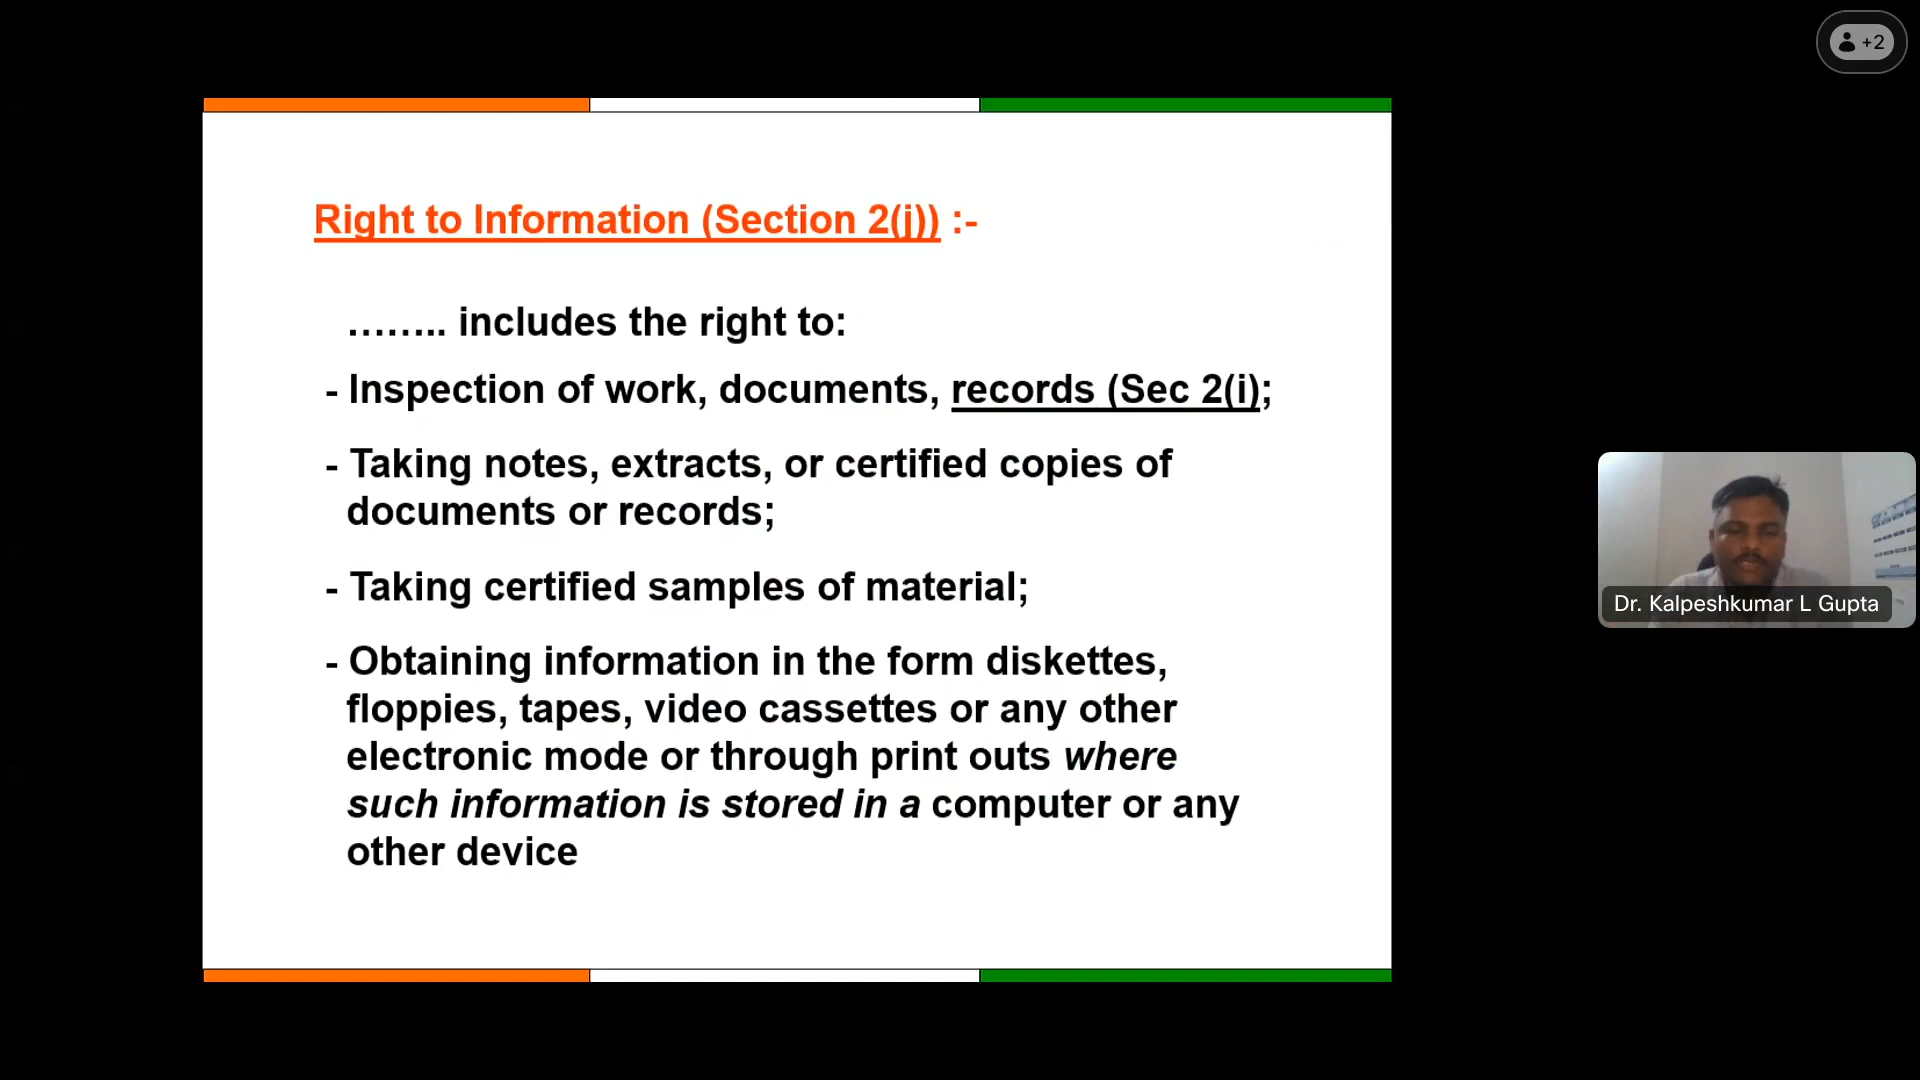 +2
Right to Information (Section 2(j)) :-
…….. includes the right to:
- Inspection of work, documents, records (Sec 2(i);
- Taking notes, extracts, or certified copies of
documents or records;
- Taking certified samples of material;
- Obtaining information in the form diskettes,
floppies, tapes, video cassettes or any other
electronic mode or through print outs where
such information is stored in a computer or any
other device
Dr. Kalpeshkumar L Gupta